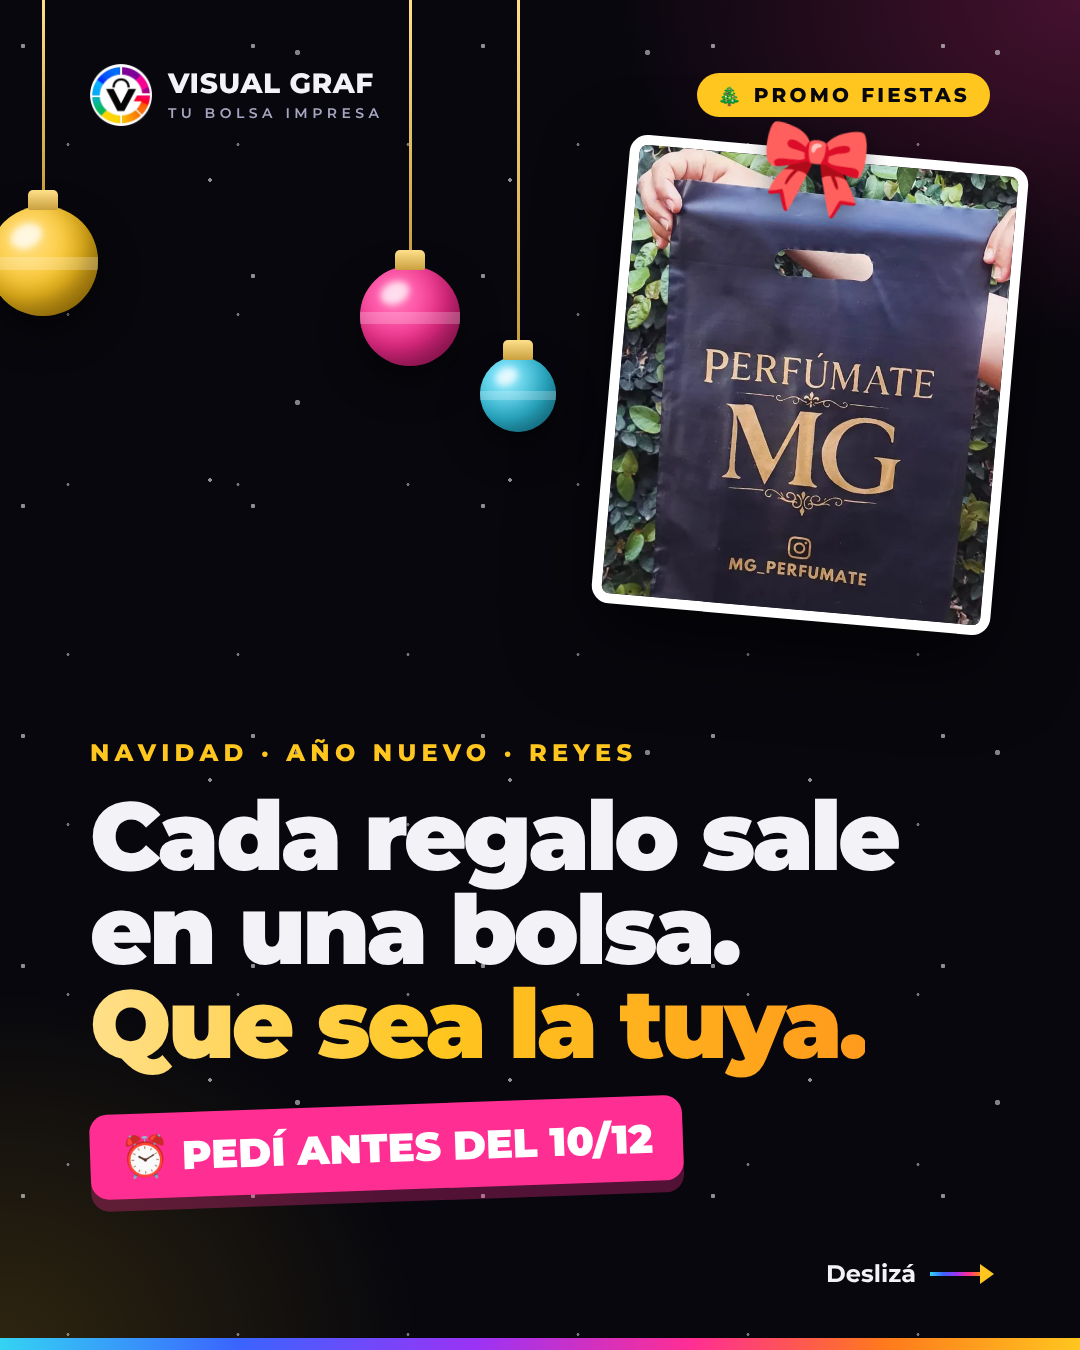 VISUAL GRAF
TU BOLSA IMPRESA
PROMO FIESTAS
PERFÚMATE
MG
MG_PERFUMATE
NAVIDAD · AÑO NUEVO · REYES
Cada regalo sale
en una bolsa.
Que sea la tuya.
PEDÍ ANTES DEL 10/12
Deslizá